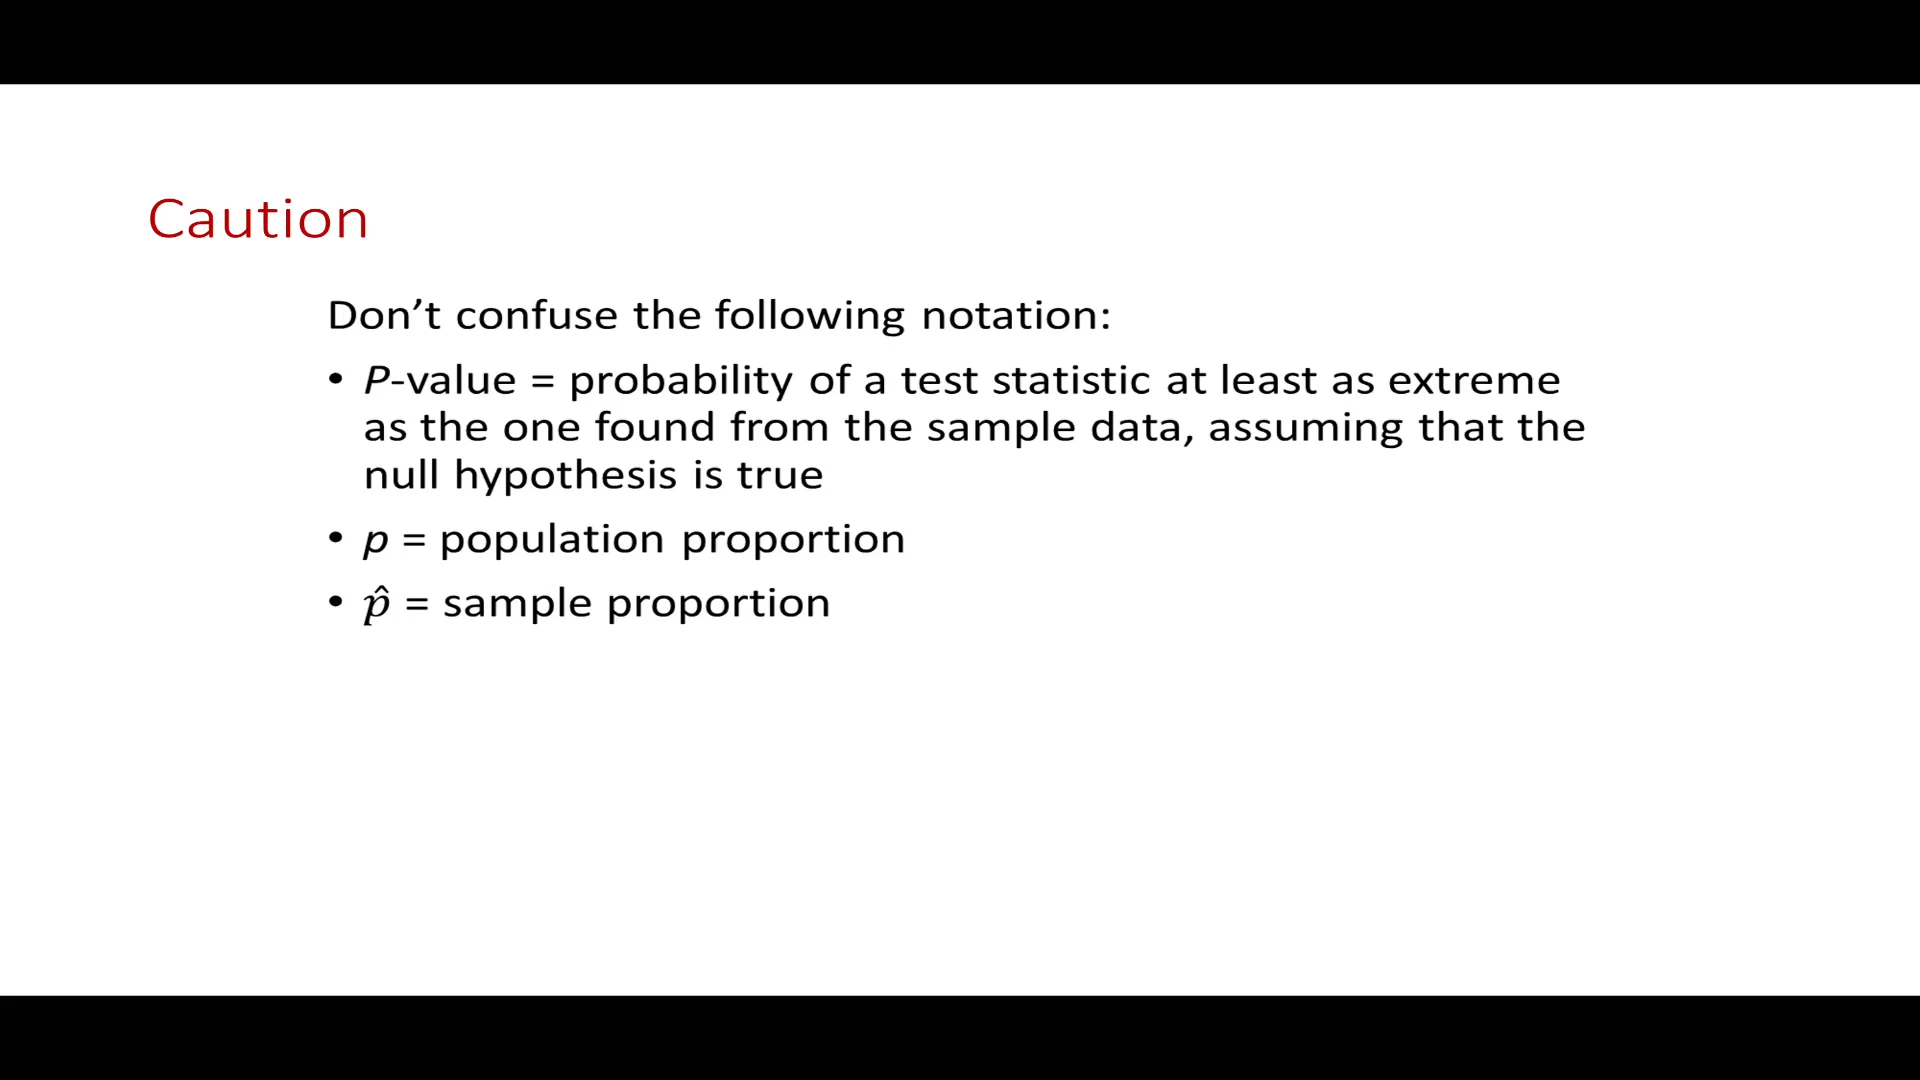 Caution
Don’t confuse the following notation:
• P-value = probability of a test statistic at least as extreme
as the one found from the sample data, assuming that the
null hypothesis is true
• p = population proportion
• p̂ = sample proportion